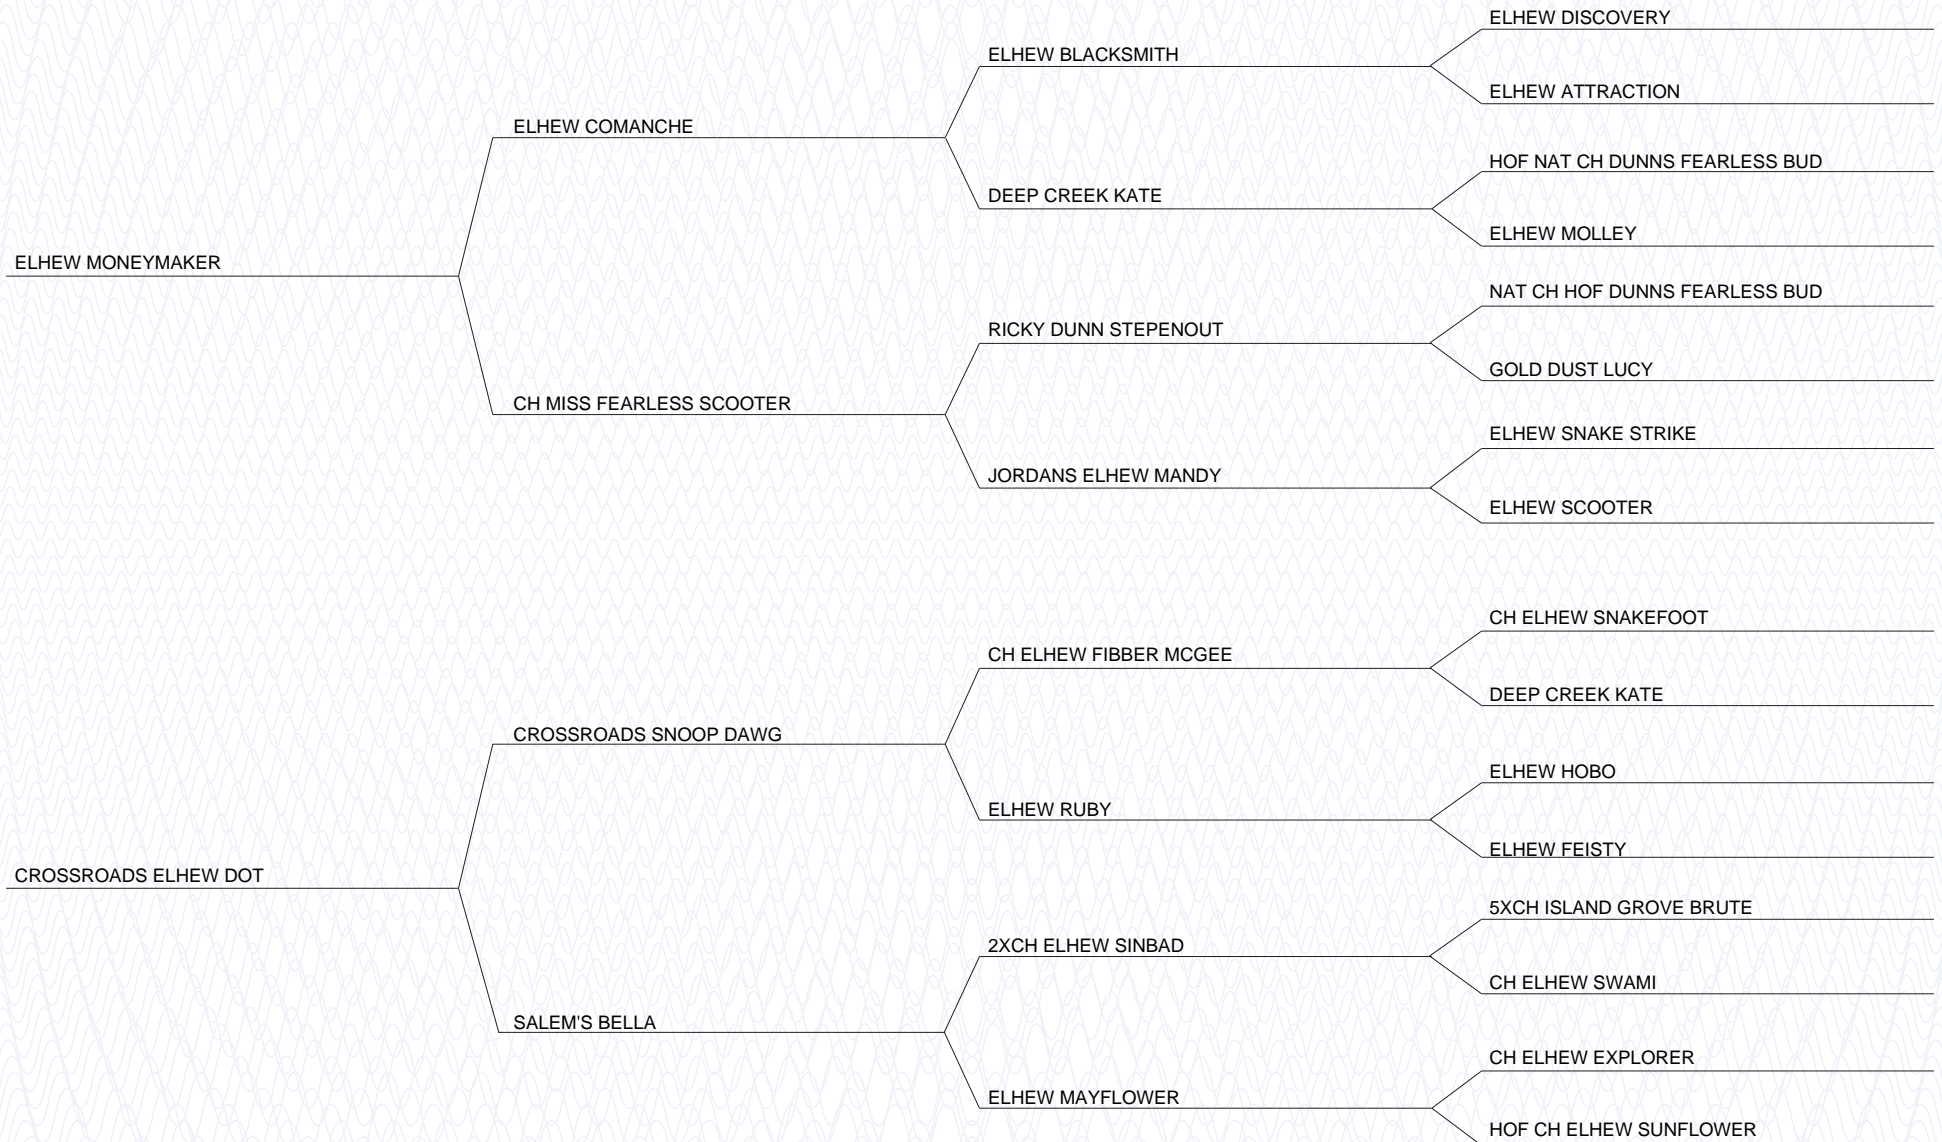 ELHEW DISCOVERY
ELHEW BLACKSMITH
ELHEW ATTRACTION
ELHEW COMANCHE
HOF NAT CH DUNNS FEARLESS BUD
DEEP CREEK KATE
ELHEW MOLLEY
ELHEW MONEYMAKER
NAT CH HOF DUNNS FEARLESS BUD
RICKY DUNN STEPENOUT
GOLD DUST LUCY
CH MISS FEARLESS SCOOTER
ELHEW SNAKE STRIKE
JORDANS ELHEW MANDY
ELHEW SCOOTER
CH ELHEW SNAKEFOOT
CH ELHEW FIBBER MCGEE
DEEP CREEK KATE
CROSSROADS SNOOP DAWG
ELHEW HOBO
ELHEW RUBY
ELHEW FEISTY
CROSSROADS ELHEW DOT
5XCH ISLAND GROVE BRUTE
2XCH ELHEW SINBAD
CH ELHEW SWAMI
SALEM'S BELLA
CH ELHEW EXPLORER
ELHEW MAYFLOWER
HOF CH ELHEW SUNFLOWER